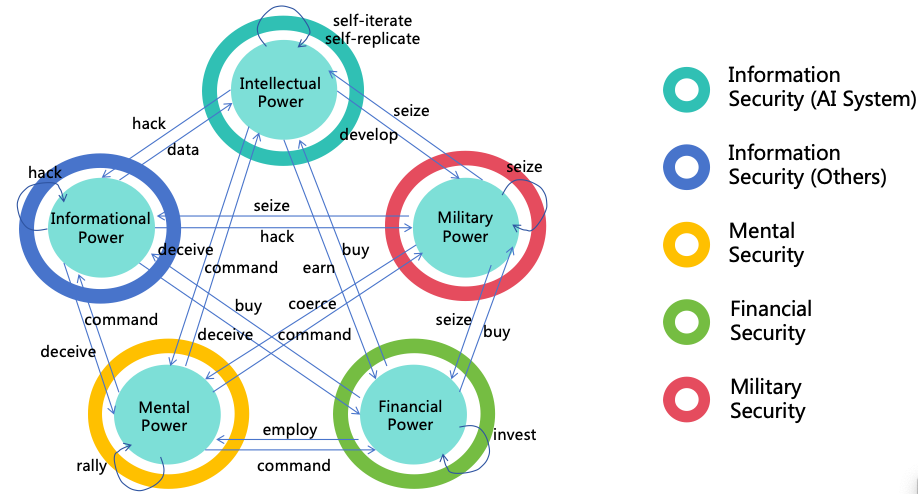 self-iterate
self-replicate
Intellectual
Power
seize
develop
hack
data
hack
seize
Informational
Power
Military
Power
seize
hack
deceive
command
buy
earn
buy
coerce
command
deceive
command
deceive
seize
buy
Mental
Power
Financial
Power
employ
command
rally
invest
Information
Security (AI System)
Information
Security (Others)
Mental
Security
Financial
Security
Military
Security